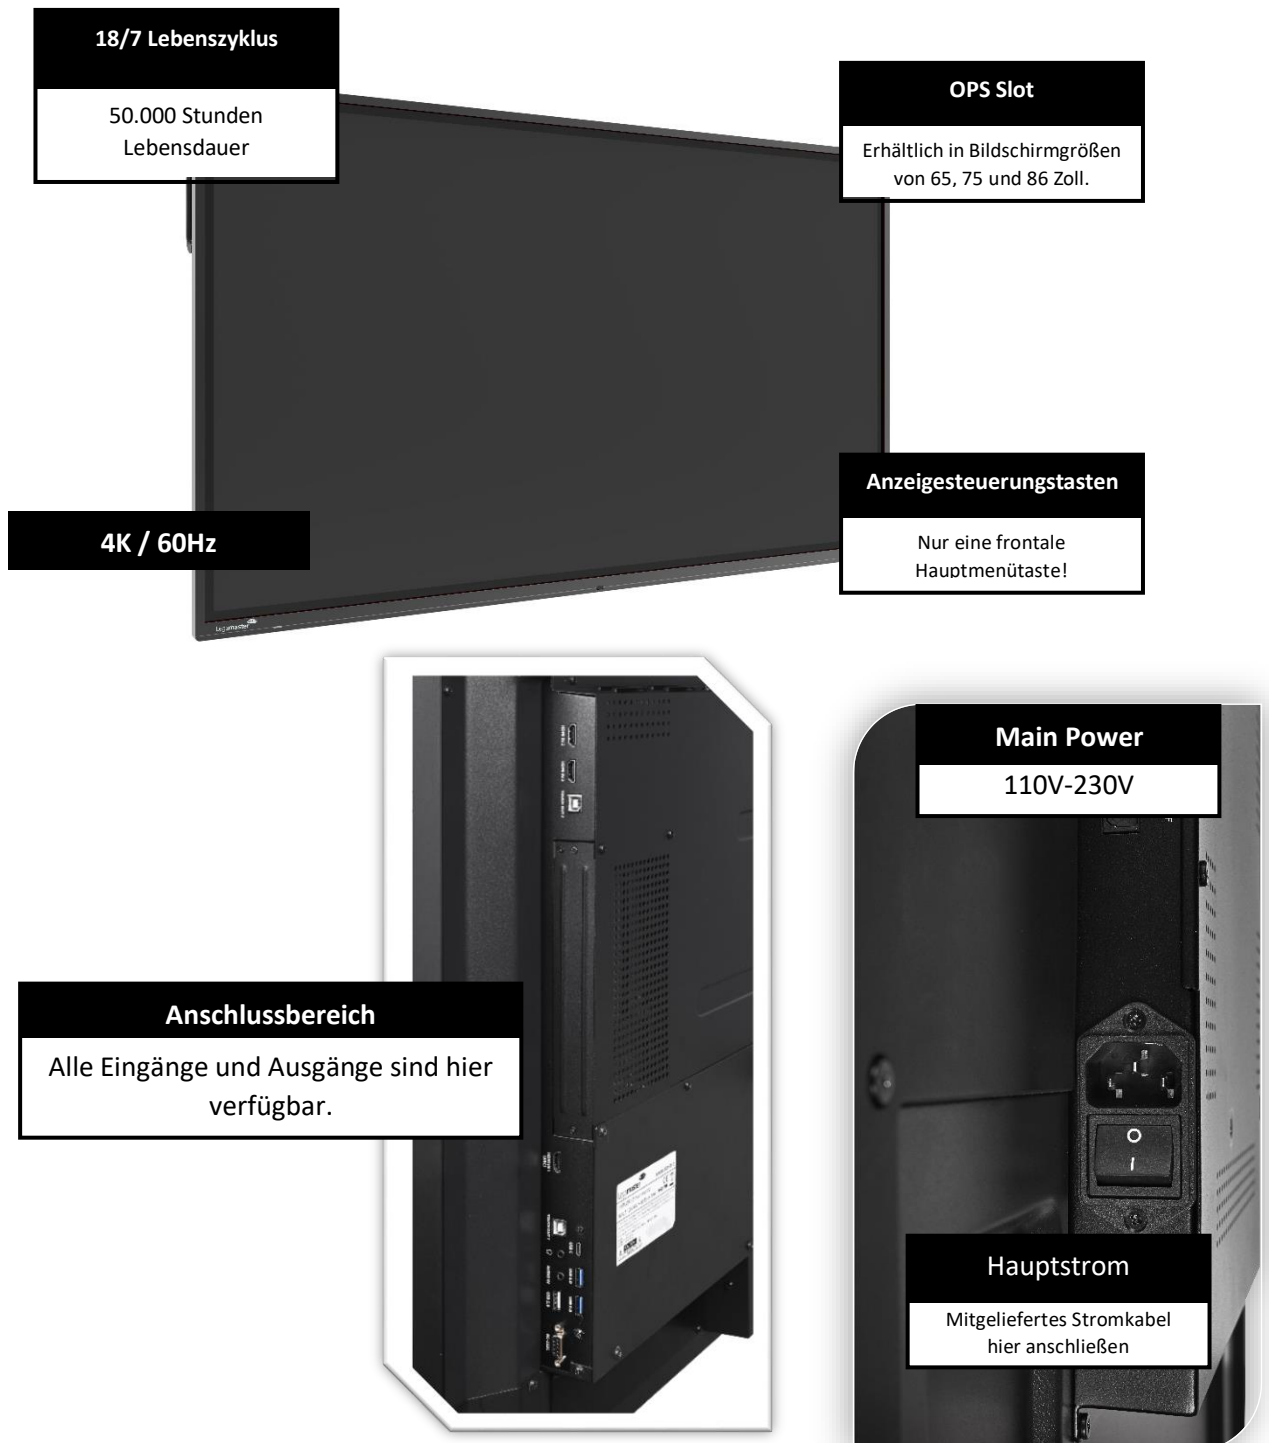 18/7 Lebenszyklus
50.000 Stunden
Lebensdauer
OPS Slot
Erhältlich in Bildschirmgrößen
von 65, 75 und 86 Zoll.
Anzeigesteuerungstasten
Nur eine frontale
Hauptmenütaste!
4K / 60Hz
Legamaster
Main Power
110V-230V
Anschlussbereich
Alle Eingänge und Ausgänge sind hier
verfügbar.
Hauptstrom
Mitgeliefertes Stromkabel
hier anschließen